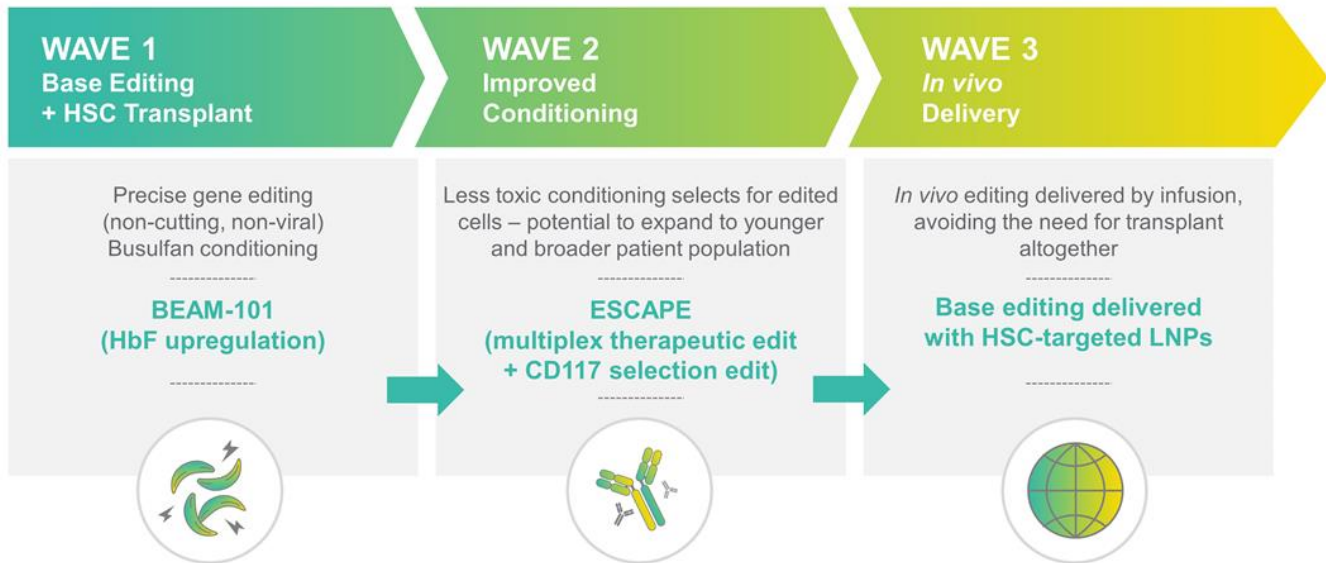 WAVE 1
Base Editing
+ HSC Transplant
Precise gene editing
(non-cutting, non-viral)
Busulfan conditioning
BEAM-101
(HbF upregulation)
WAVE 2
Improved
Conditioning
Less toxic conditioning selects for edited
cells – potential to expand to younger
and broader patient population
ESCAPE
(multiplex therapeutic edit
+ CD117 selection edit)
WAVE 3
In vivo
Delivery
In vivo editing delivered by infusion,
avoiding the need for transplant
altogether
Base editing delivered
with HSC-targeted LNPs